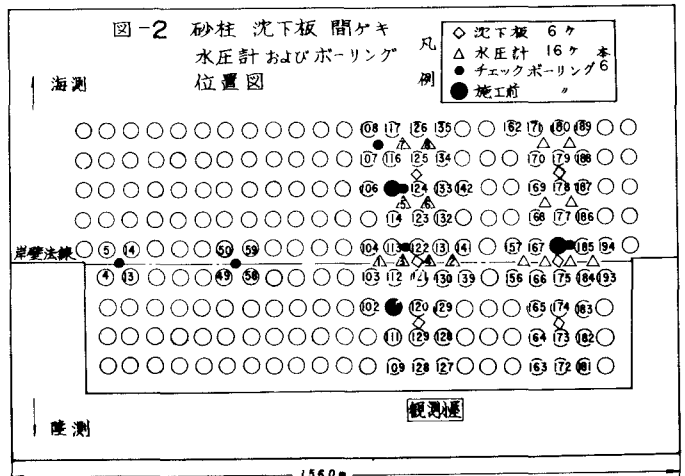 図-2 砂柱 沈下板 間ゲキ
水圧計およびボーリング
位置図
凡例
◇ 沈下板 6ケ
△ 水圧計 16ケ
● チェックボーリング 6本
● 施工前 〃
海測
108 117 126 135 162 171 180 189
107 116 125 134 170 179 188
106 124 133 142 169 178 187
114 123 132 168 177 186
岸壁法線 5 14 50 59 104 113 122 131 14 157 167 185 194
4 13 49 58 103 112 121 130 139 156 166 175 184 193
102 120 129 165 174 183
111 129 128 164 173 182
109 128 127 163 172 181
観測櫓
陸測
1560m